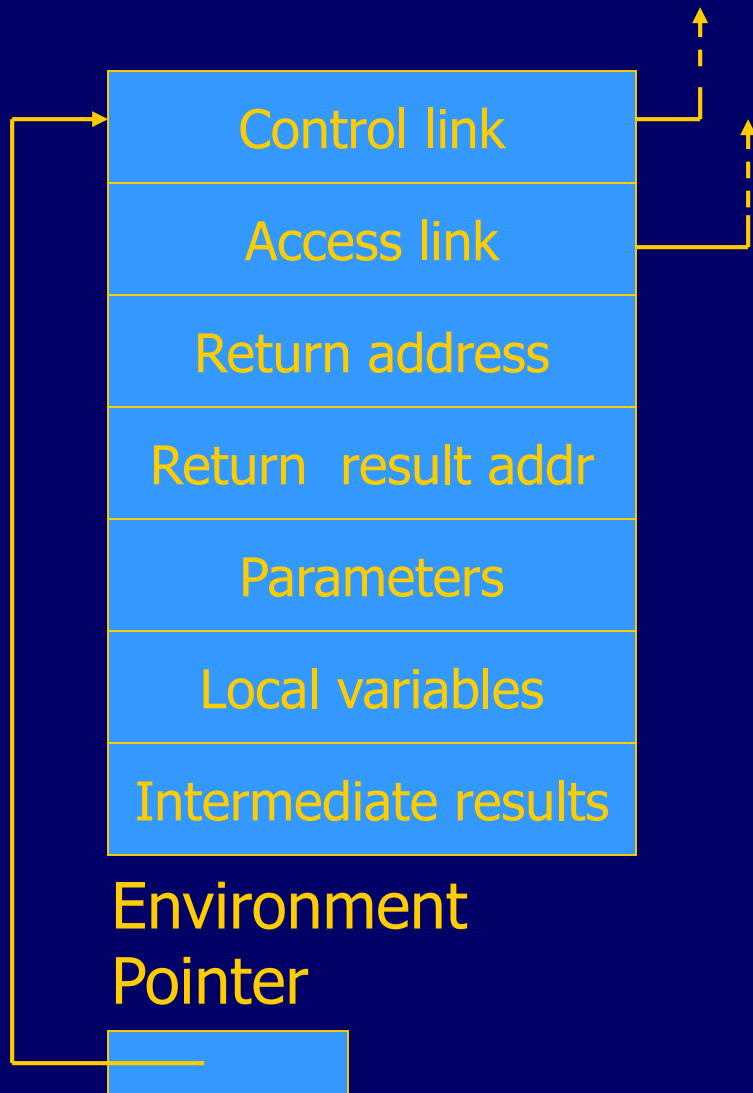 Control link
Access link
Return address
Return  result addr
Parameters
Local variables
Intermediate results
Environment
Pointer